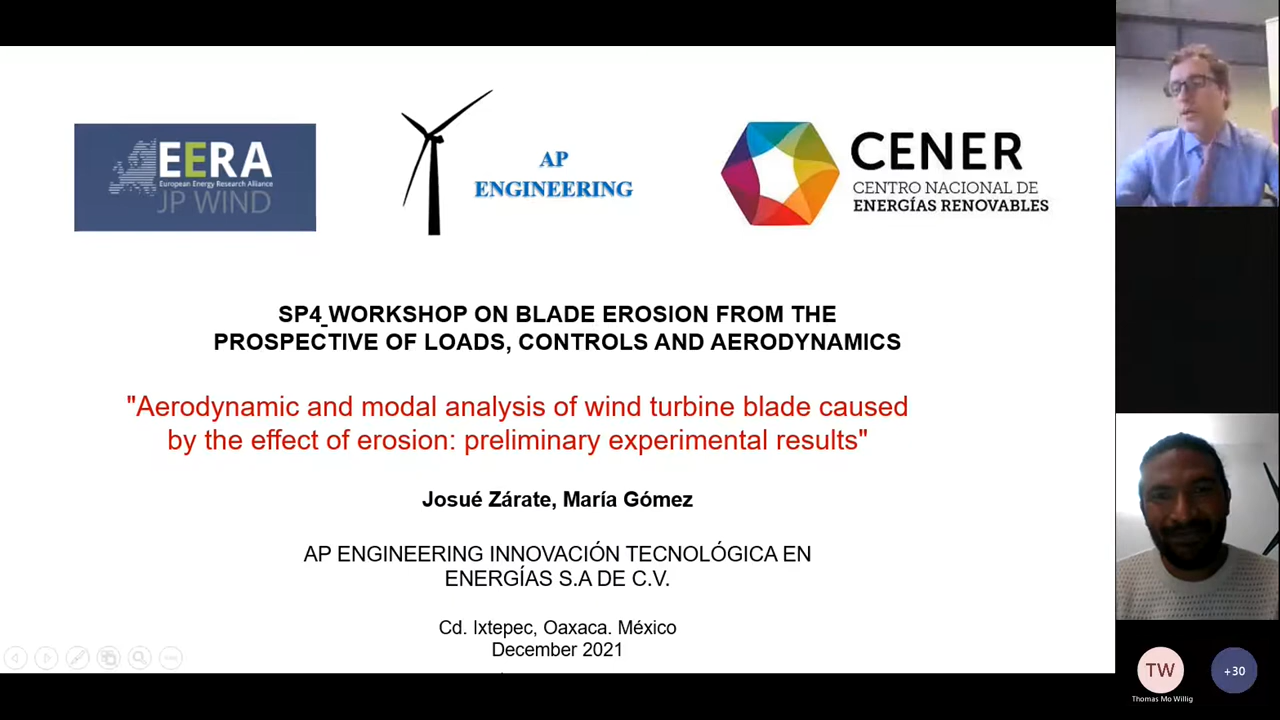 EERA
European Energy Research Alliance
JP WIND
AP
ENGINEERING
CENER
CENTRO NACIONAL DE
ENERGÍAS RENOVABLES
SP4_WORKSHOP ON BLADE EROSION FROM THE
PROSPECTIVE OF LOADS, CONTROLS AND AERODYNAMICS
"Aerodynamic and modal analysis of wind turbine blade caused
by the effect of erosion: preliminary experimental results"
Josué Zárate, María Gómez
AP ENGINEERING INNOVACIÓN TECNOLÓGICA EN
ENERGÍAS S.A DE C.V.
Cd. Ixtepec, Oaxaca. México
December 2021
TW
+30
Thomas Mo Willig